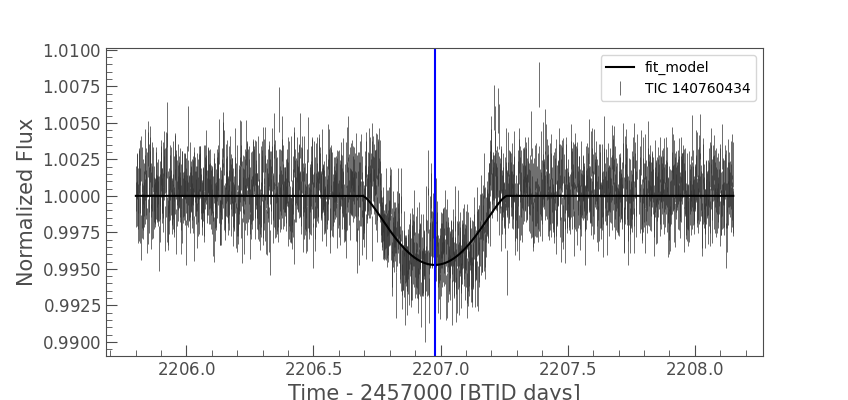 1.0100
1.0075
1.0050
1.0025
1.0000
0.9975
0.9950
0.9925
0.9900
Normalized Flux
fit_model
TIC 140760434
2206.0 2206.5 2207.0 2207.5 2208.0
Time - 2457000 [BTJD days]